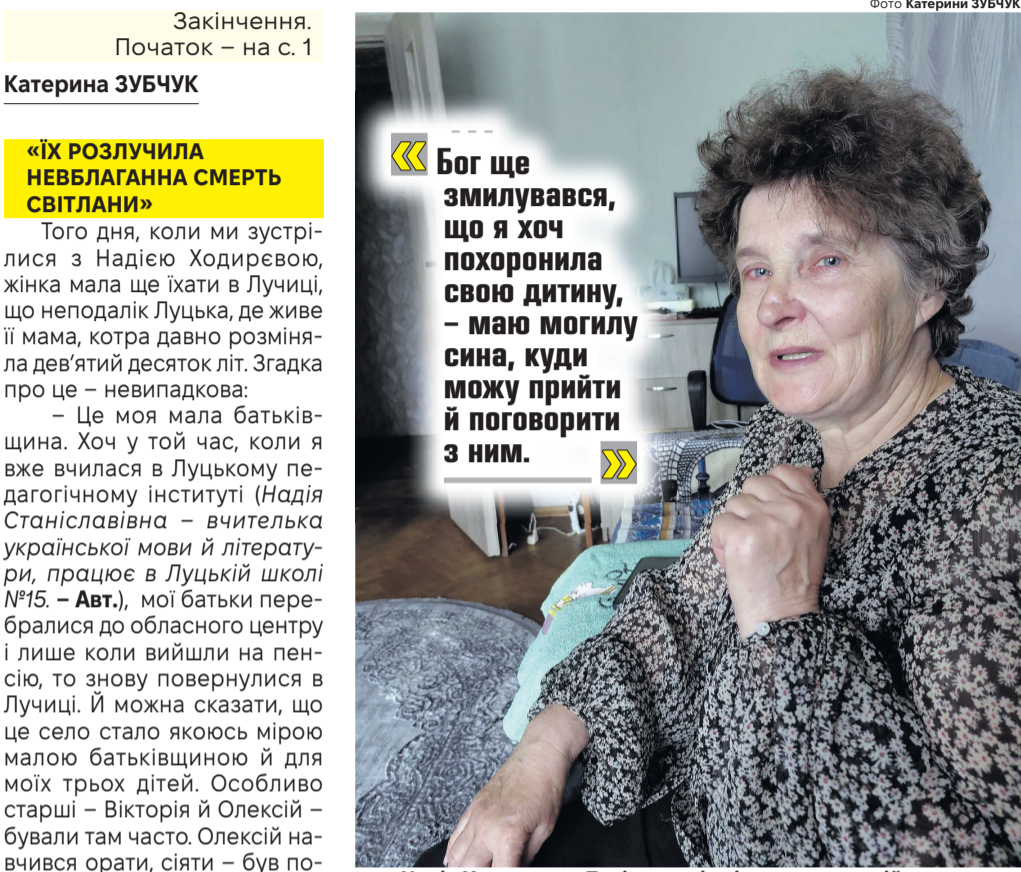 Фото Катерини ЗУБЧУК
Закінчення.
Початок – на с. 1
Катерина ЗУБЧУК
«ЇХ РОЗЛУЧИЛА
НЕВБЛАГАННА СМЕРТЬ
СВІТЛАНИ»
Того дня, коли ми зустрі-
лися з Надією Ходирєвою,
жінка мала ще їхати в Лучиці,
що неподалік Луцька, де живе
її мама, котра давно розміня-
ла дев’ятий десяток літ. Згадка
про це – невипадкова:
– Це моя мала батьків-
щина. Хоч у той час, коли я
вже вчилася в Луцькому пе-
дагогічному інституті (Надія
Станіславівна – вчителька
української мови й літерату-
ри, працює в Луцькій школі
№15. – Авт.), мої батьки пере-
бралися до обласного центру
і лише коли вийшли на пен-
сію, то знову повернулися в
Лучиці. Й можна сказати, що
це село стало якоюсь мірою
малою батьківщиною й для
моїх трьох дітей. Особливо
старші – Вікторія й Олексій –
бували там часто. Олексій на-
вчився орати, сіяти – був по-
« Бог ще
змилувався,
що я хоч
похоронила
свою дитину,
– маю могилу
сина, куди
можу прийти
й поговорити
з ним. »